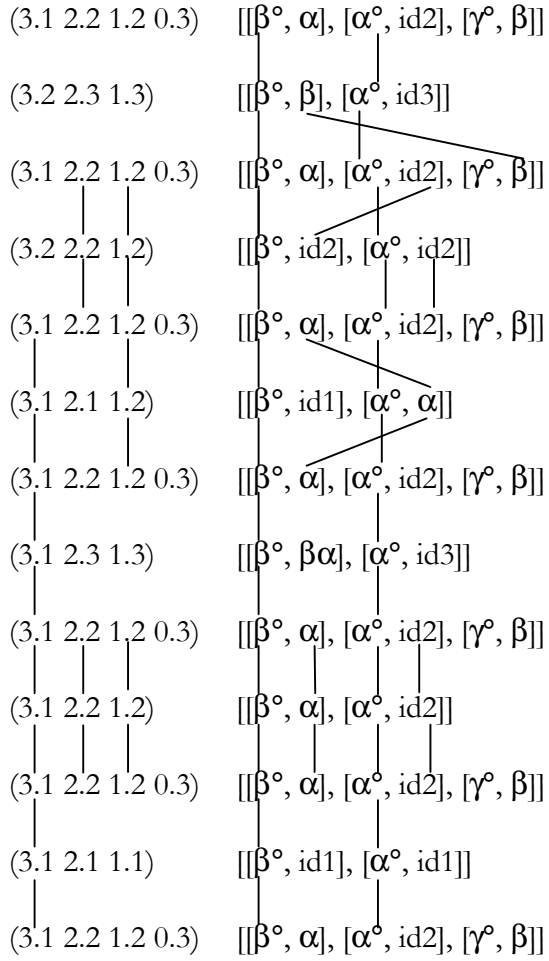 (3.1 2.2 1.2 0.3) [[β°, α], [α°, id2], [γ°, β]]
(3.2 2.3 1.3) [[β°, β], [α°, id3]]
(3.1 2.2 1.2 0.3) [[β°, α], [α°, id2], [γ°, β]]
(3.2 2.2 1.2) [[β°, id2], [α°, id2]]
(3.1 2.2 1.2 0.3) [[β°, α], [α°, id2], [γ°, β]]
(3.1 2.1 1.2) [[β°, id1], [α°, α]]
(3.1 2.2 1.2 0.3) [[β°, α], [α°, id2], [γ°, β]]
(3.1 2.3 1.3) [[β°, βα], [α°, id3]]
(3.1 2.2 1.2 0.3) [[β°, α], [α°, id2], [γ°, β]]
(3.1 2.2 1.2) [[β°, α], [α°, id2]]
(3.1 2.2 1.2 0.3) [[β°, α], [α°, id2], [γ°, β]]
(3.1 2.1 1.1) [[β°, id1], [α°, id1]]
(3.1 2.2 1.2 0.3) [[β°, α], [α°, id2], [γ°, β]]